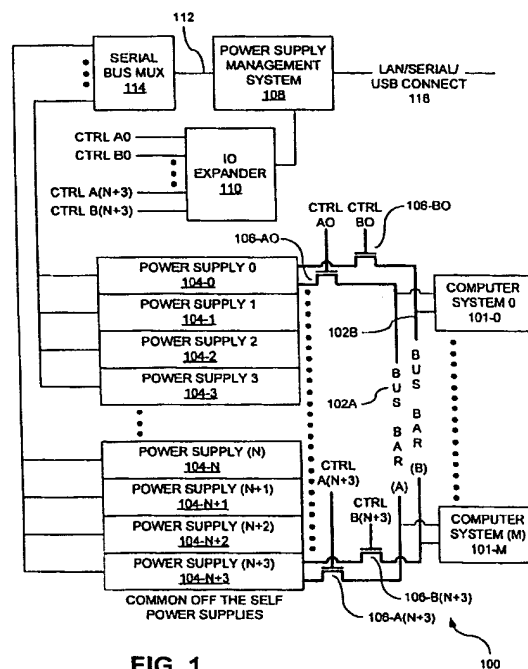 112
SERIAL
BUS MUX
114
POWER SUPPLY
MANAGEMENT
SYSTEM
108
LAN/SERIAL/
USB CONNECT
118
CTRL A0
CTRL B0
CTRL A(N+3)
CTRL B(N+3)
IO
EXPANDER
110
CTRL CTRL
AO BO
106-BO
106-AO
POWER SUPPLY 0
104-0
POWER SUPPLY 1
104-1
POWER SUPPLY 2
104-2
POWER SUPPLY 3
104-3
COMPUTER
SYSTEM 0
101-0
102B
102A
BUS BAR (A)
BUS BAR (B)
POWER SUPPLY (N)
104-N
POWER SUPPLY (N+1)
104-N+1
POWER SUPPLY (N+2)
104-N+2
POWER SUPPLY (N+3)
104-N+3
CTRL
A(N+3)
CTRL
B(N+3)
COMPUTER
SYSTEM (M)
101-M
COMMON OFF THE SELF
POWER SUPPLIES
106-B(N+3)
106-A(N+3)
100
FIG. 1